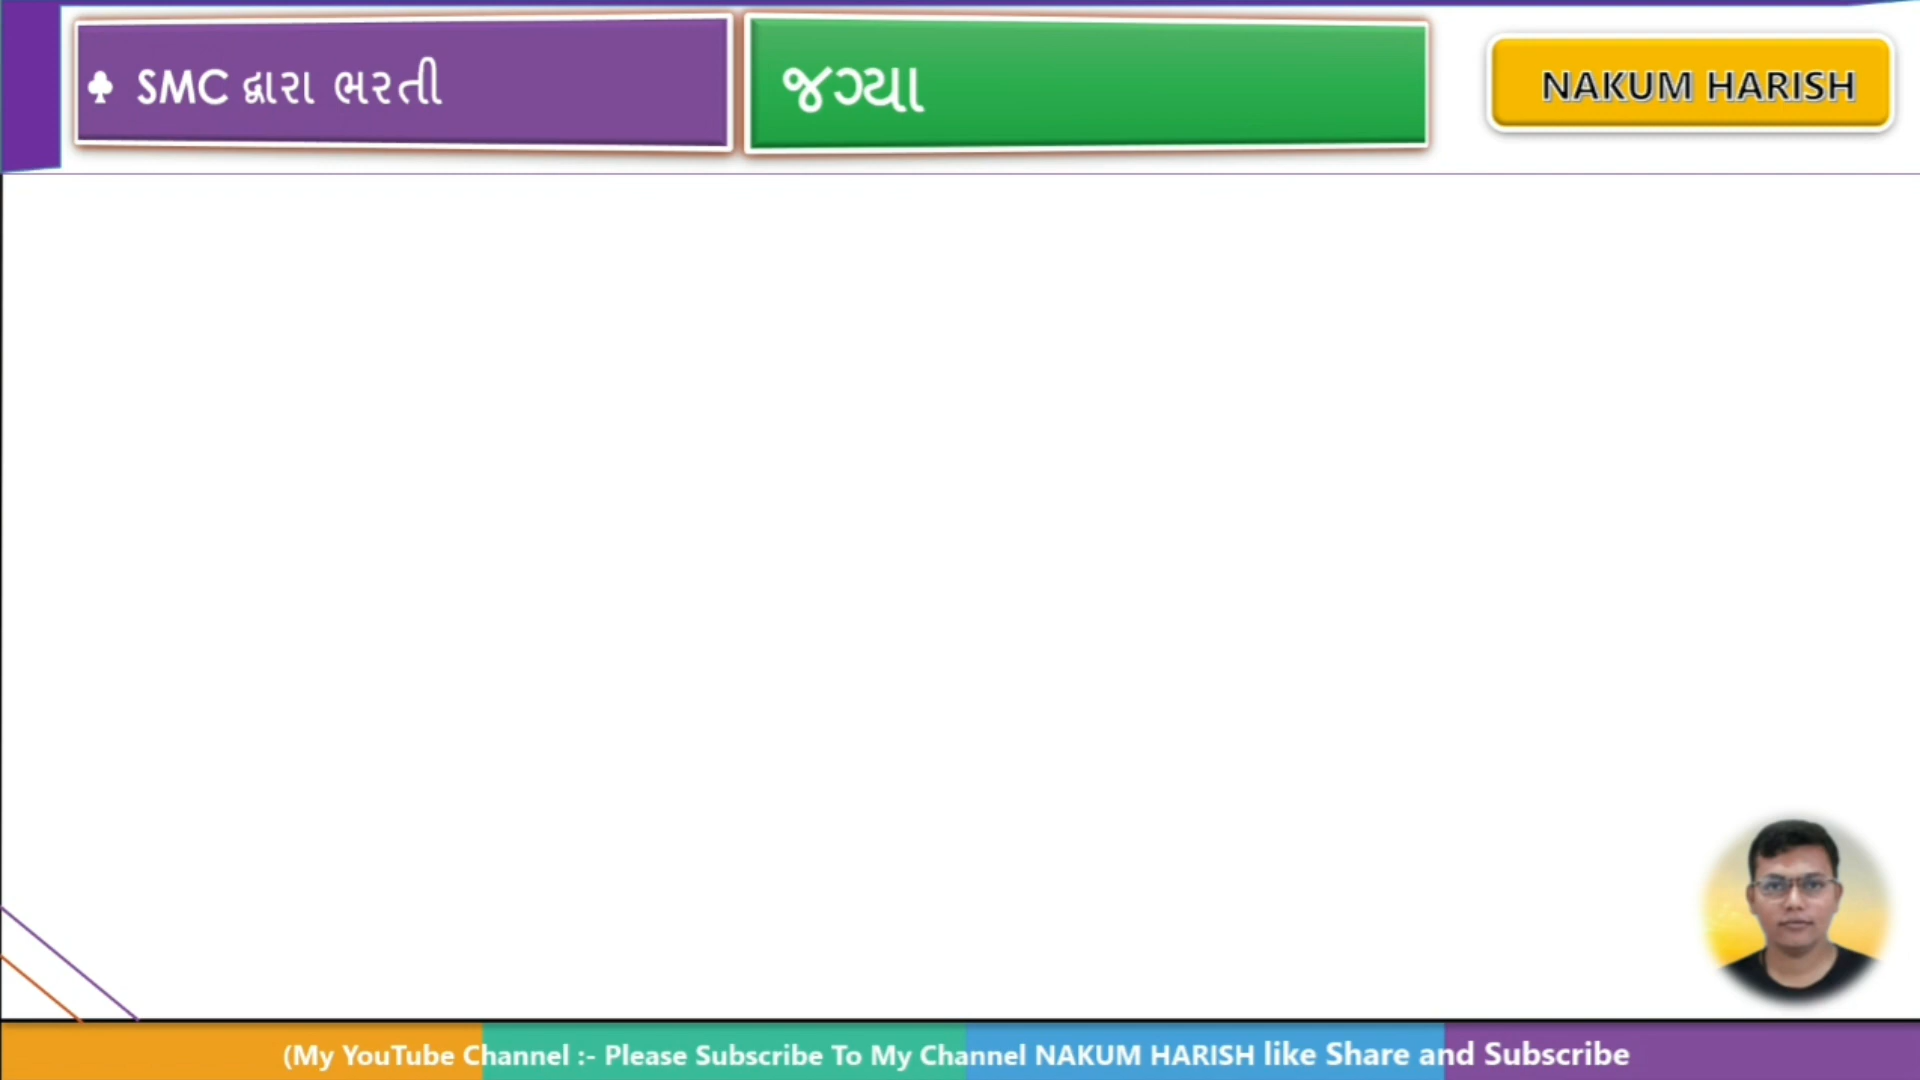 ♣ SMC દ્વારા ભરતી
જગ્યા
NAKUM HARISH
(My YouTube Channel :- Please Subscribe To My Channel NAKUM HARISH like Share and Subscribe